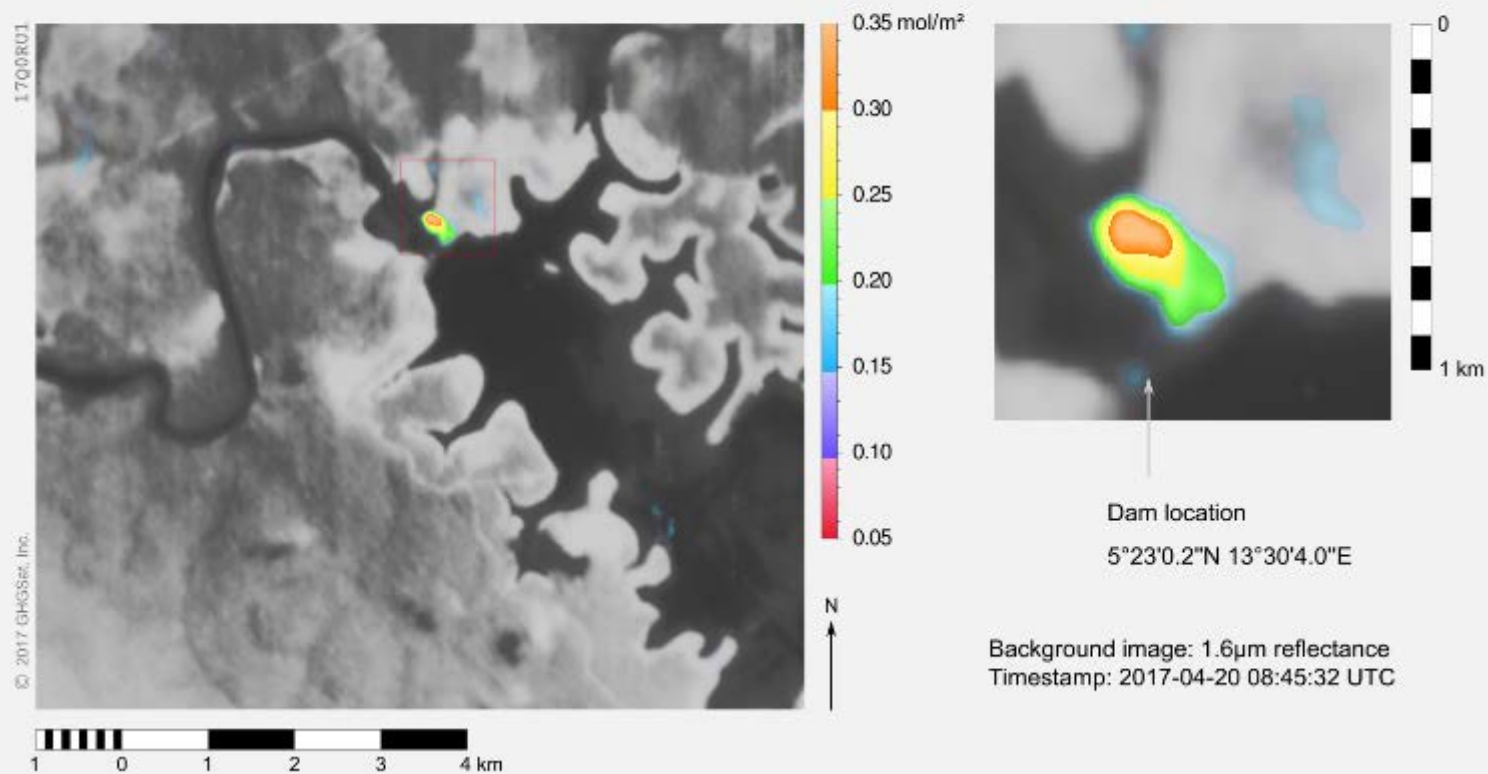 17Q0RU1
© 2017 GHGSat, Inc.
0.35 mol/m²
0.30
0.25
0.20
0.15
0.10
0.05
N
1 0 1 2 3 4 km
0
1 km
Dam location
5°23'0.2"N 13°30'4.0"E
Background image: 1.6µm reflectance
Timestamp: 2017-04-20 08:45:32 UTC